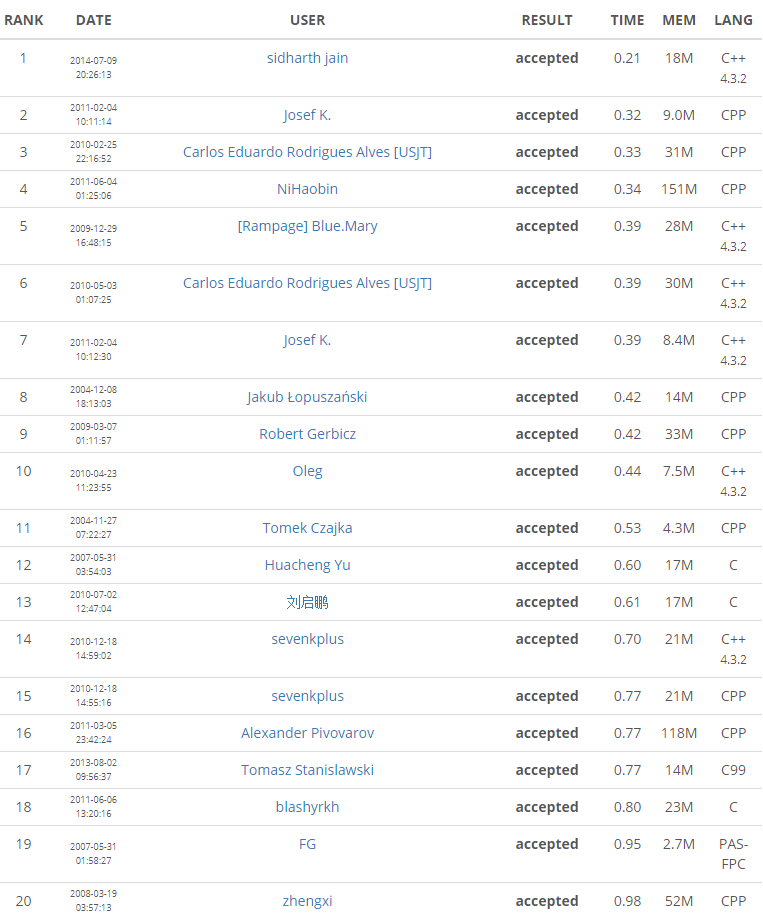 RANK DATE USER RESULT TIME MEM LANG
1 2014-07-09 20:26:13 sidharth jain accepted 0.21 18M C++ 4.3.2
2 2011-02-04 10:11:14 Josef K. accepted 0.32 9.0M CPP
3 2010-02-25 22:16:52 Carlos Eduardo Rodrigues Alves [USJT] accepted 0.33 31M CPP
4 2011-06-04 01:25:06 NiHaobin accepted 0.34 151M CPP
5 2009-12-29 16:48:15 [Rampage] Blue.Mary accepted 0.39 28M C++ 4.3.2
6 2010-05-03 01:07:25 Carlos Eduardo Rodrigues Alves [USJT] accepted 0.39 30M C++ 4.3.2
7 2011-02-04 10:12:30 Josef K. accepted 0.39 8.4M C++ 4.3.2
8 2004-12-08 18:13:03 Jakub Łopuszański accepted 0.42 14M CPP
9 2009-03-07 01:11:57 Robert Gerbicz accepted 0.42 33M CPP
10 2010-04-23 11:23:55 Oleg accepted 0.44 7.5M C++ 4.3.2
11 2004-11-27 07:22:27 Tomek Czajka accepted 0.53 4.3M CPP
12 2007-05-31 03:54:03 Huacheng Yu accepted 0.60 17M C
13 2010-07-02 12:47:04 刘启鹏 accepted 0.61 17M C
14 2010-12-18 14:59:02 sevenkplus accepted 0.70 21M C++ 4.3.2
15 2010-12-18 14:55:16 sevenkplus accepted 0.77 21M CPP
16 2011-03-05 23:42:24 Alexander Pivovarov accepted 0.77 118M CPP
17 2013-08-02 09:56:37 Tomasz Stanislawski accepted 0.77 14M C99
18 2011-06-06 13:20:16 blashyrkh accepted 0.80 23M C
19 2007-05-31 01:58:27 FG accepted 0.95 2.7M PAS-FPC
20 2008-03-19 03:57:13 zhengxi accepted 0.98 52M CPP